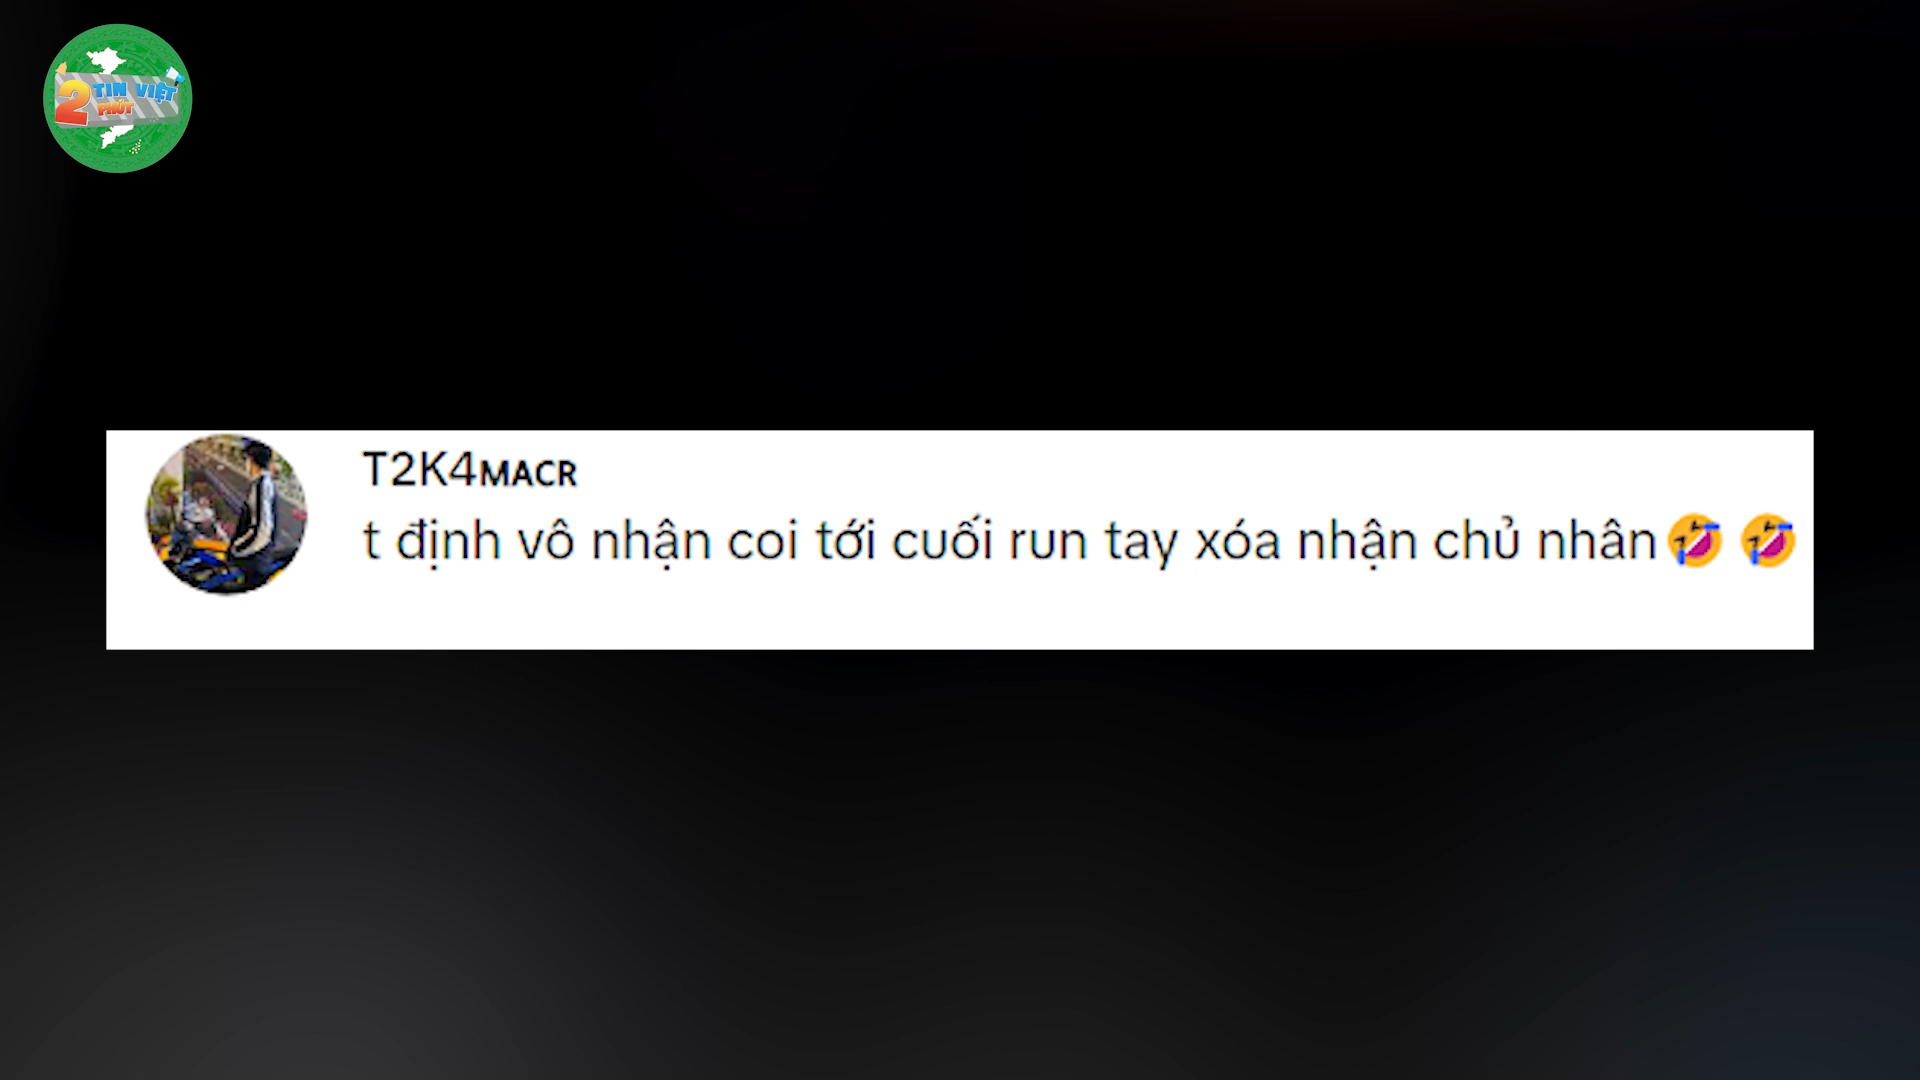 2 TIN VIỆT
PHÚT
T2K4MACR
t định vô nhận coi tới cuối run tay xóa nhận chủ nhân🤣 🤣